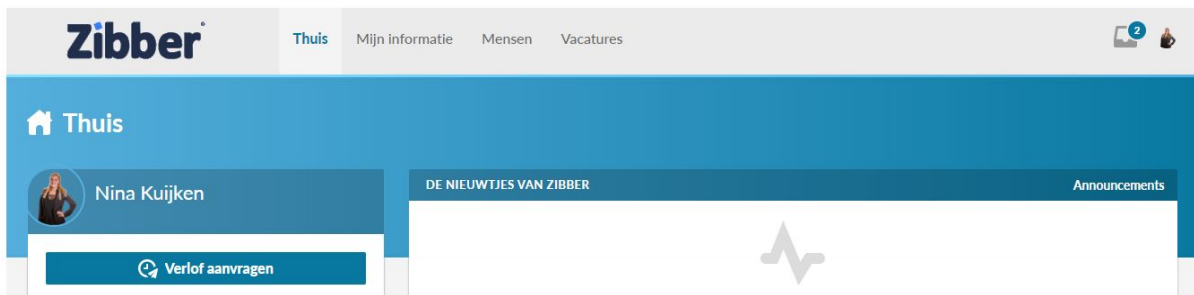 Zibber
Thuis Mijn informatie Mensen Vacatures
2
Thuis
Nina Kuijken
DE NIEUWTJES VAN ZIBBER Announcements
Verlof aanvragen